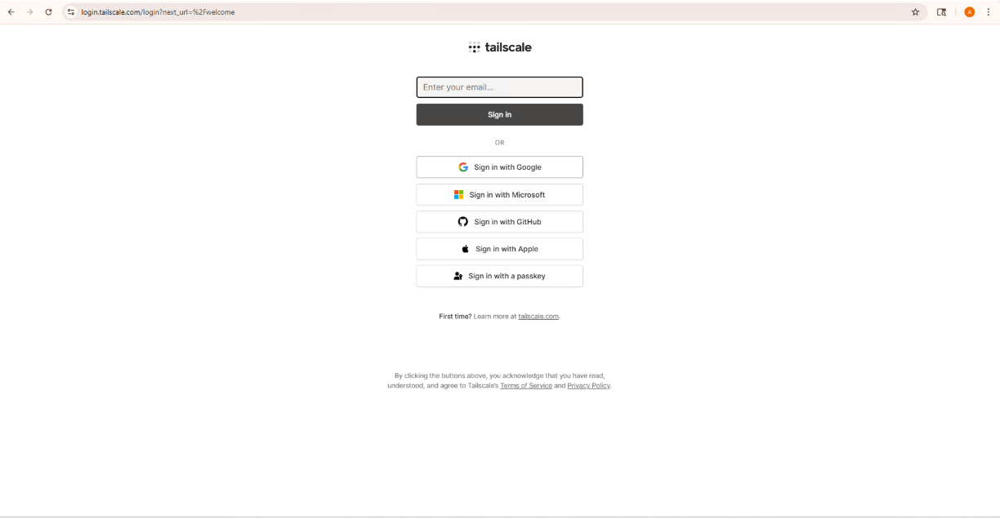 login.tailscale.com/login?next_url=%2Fwelcome
A
tailscale
Enter your email...
Sign in
OR
Sign in with Google
Sign in with Microsoft
Sign in with GitHub
Sign in with Apple
Sign in with a passkey
First time? Learn more at tailscale.com.
By clicking the buttons above, you acknowledge that you have read,
understood, and agree to Tailscale's Terms of Service and Privacy Policy.